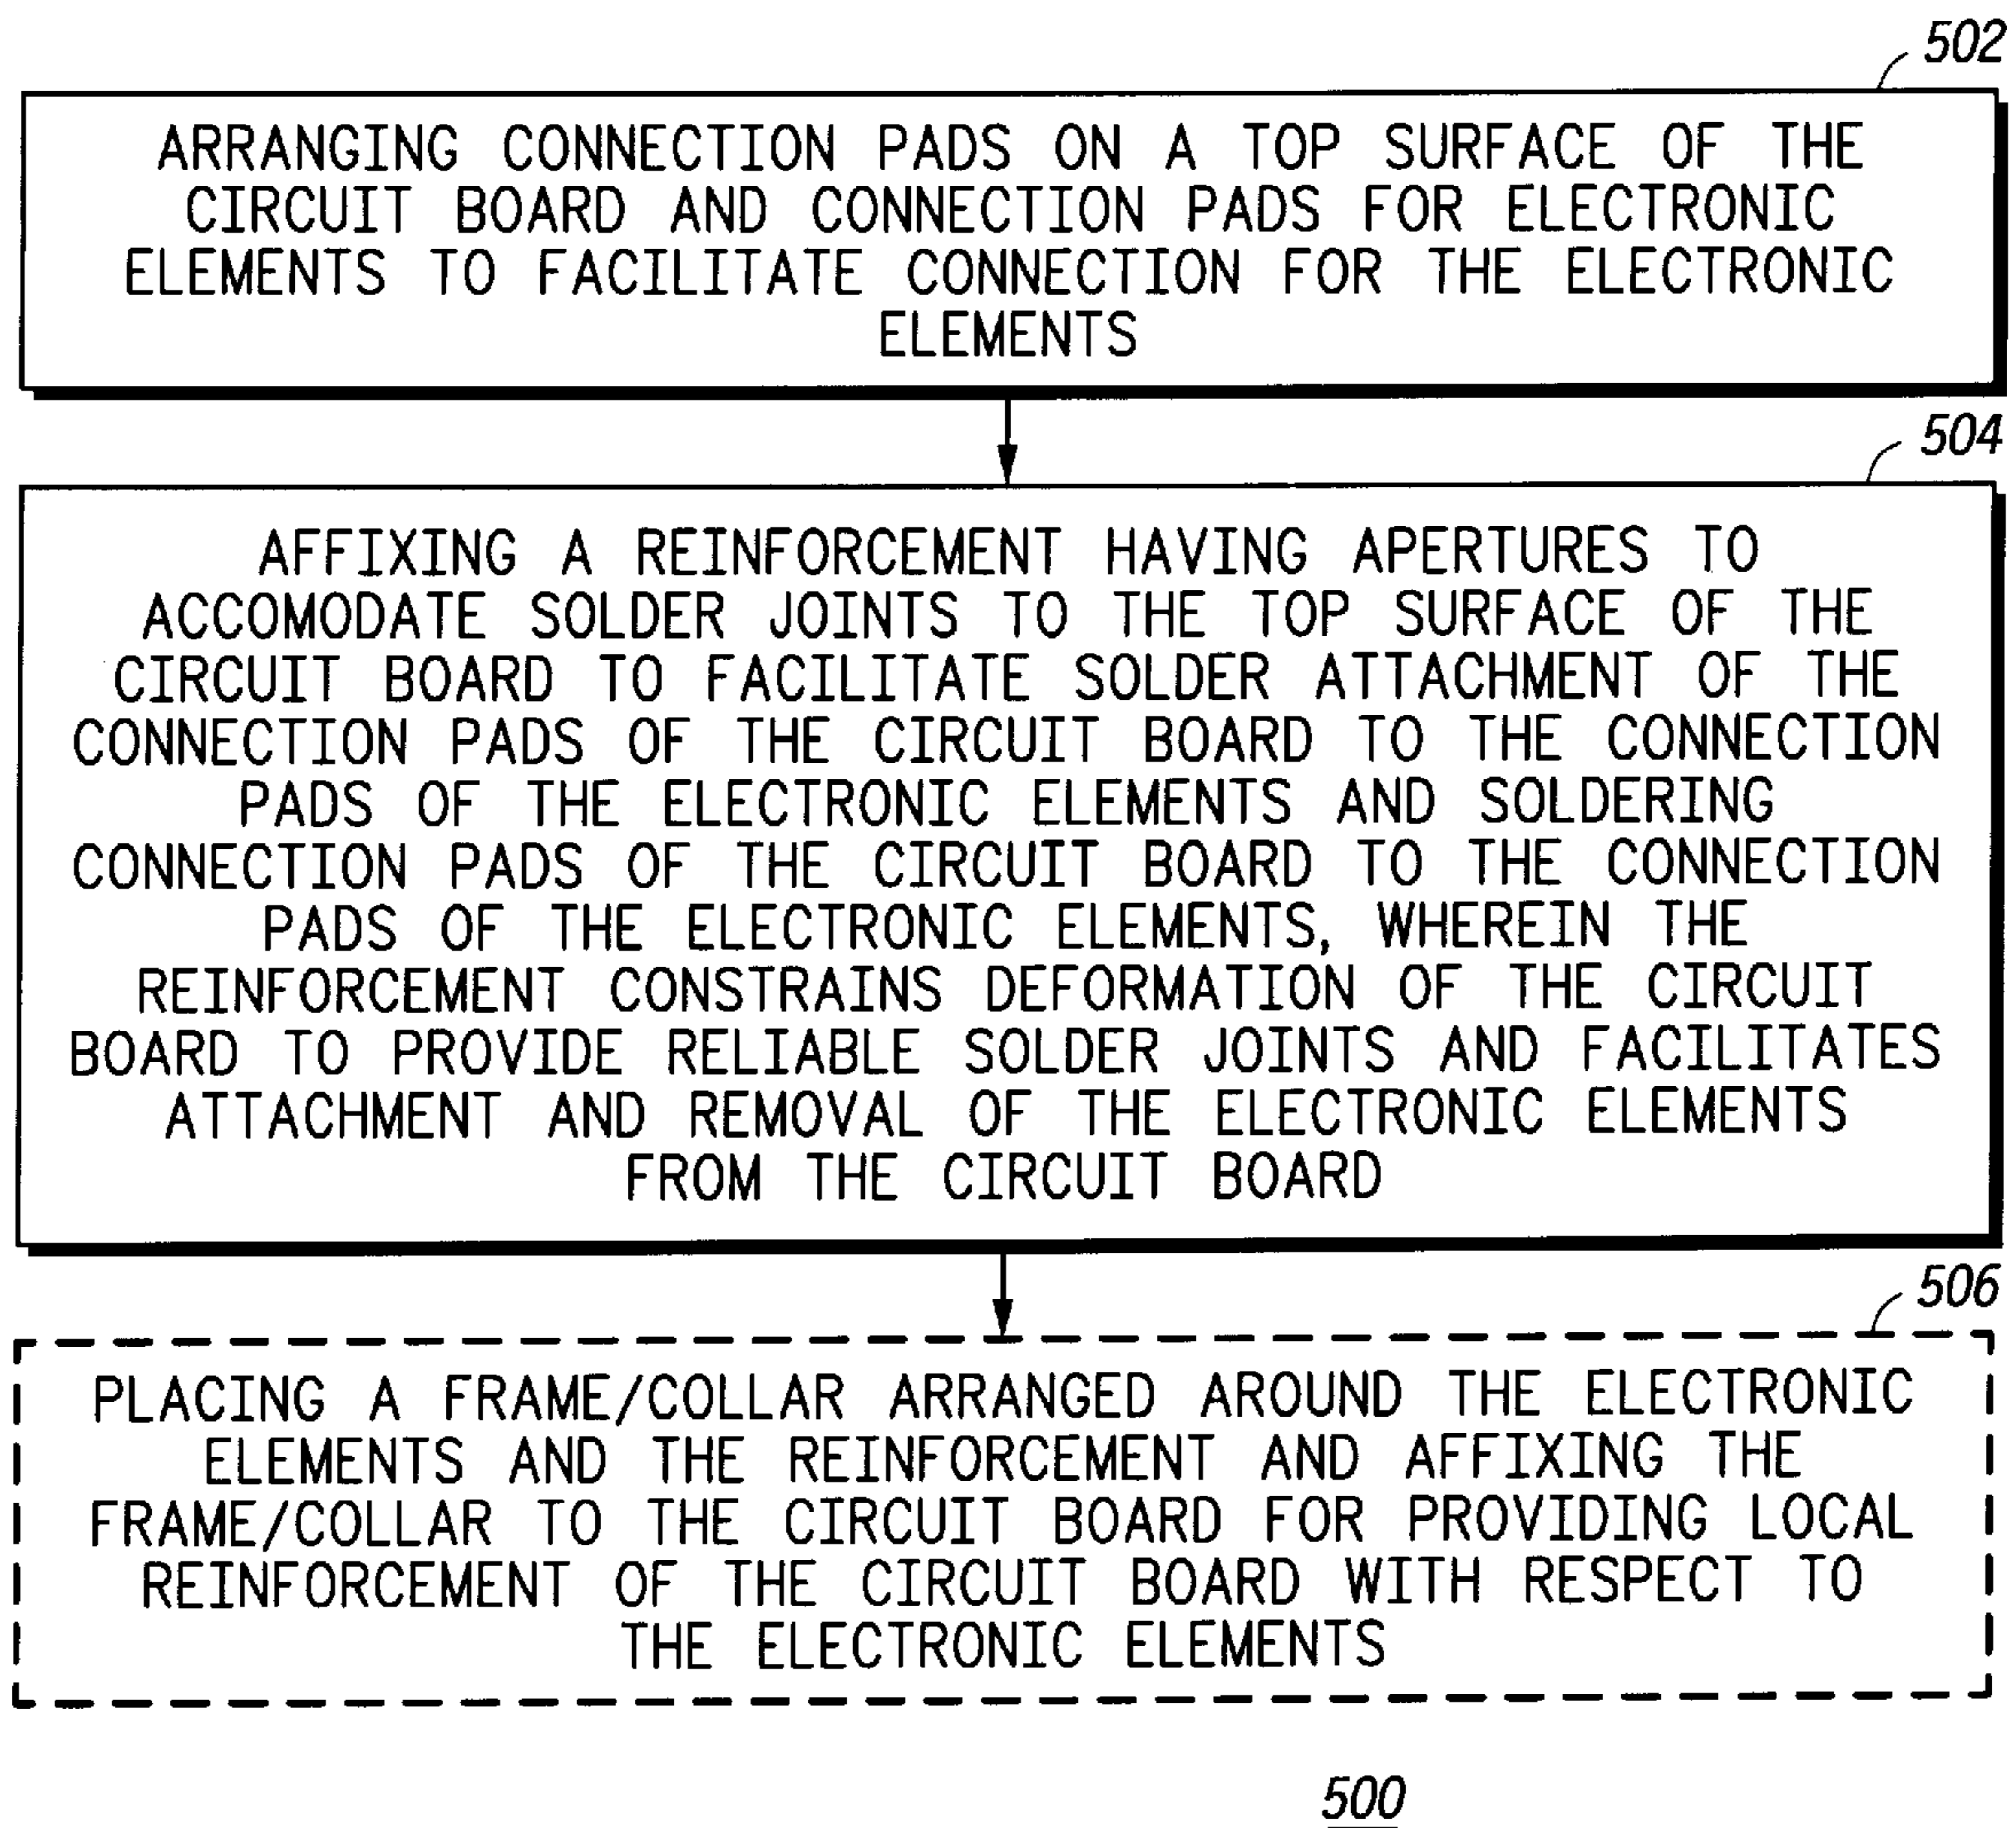 502
ARRANGING CONNECTION PADS ON A TOP SURFACE OF THE
CIRCUIT BOARD AND CONNECTION PADS FOR ELECTRONIC
ELEMENTS TO FACILITATE CONNECTION FOR THE ELECTRONIC
ELEMENTS
504
AFFIXING A REINFORCEMENT HAVING APERTURES TO
ACCOMODATE SOLDER JOINTS TO THE TOP SURFACE OF THE
CIRCUIT BOARD TO FACILITATE SOLDER ATTACHMENT OF THE
CONNECTION PADS OF THE CIRCUIT BOARD TO THE CONNECTION
PADS OF THE ELECTRONIC ELEMENTS AND SOLDERING
CONNECTION PADS OF THE CIRCUIT BOARD TO THE CONNECTION
PADS OF THE ELECTRONIC ELEMENTS, WHEREIN THE
REINFORCEMENT CONSTRAINS DEFORMATION OF THE CIRCUIT
BOARD TO PROVIDE RELIABLE SOLDER JOINTS AND FACILITATES
ATTACHMENT AND REMOVAL OF THE ELECTRONIC ELEMENTS
FROM THE CIRCUIT BOARD
506
PLACING A FRAME/COLLAR ARRANGED AROUND THE ELECTRONIC
ELEMENTS AND THE REINFORCEMENT AND AFFIXING THE
FRAME/COLLAR TO THE CIRCUIT BOARD FOR PROVIDING LOCAL
REINFORCEMENT OF THE CIRCUIT BOARD WITH RESPECT TO
THE ELECTRONIC ELEMENTS
500